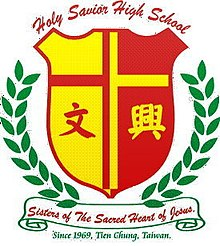 Holy Savior High School
文 興
Sisters of The Sacred Heart of Jesus.
Since 1969, Tien Chung, Taiwan.